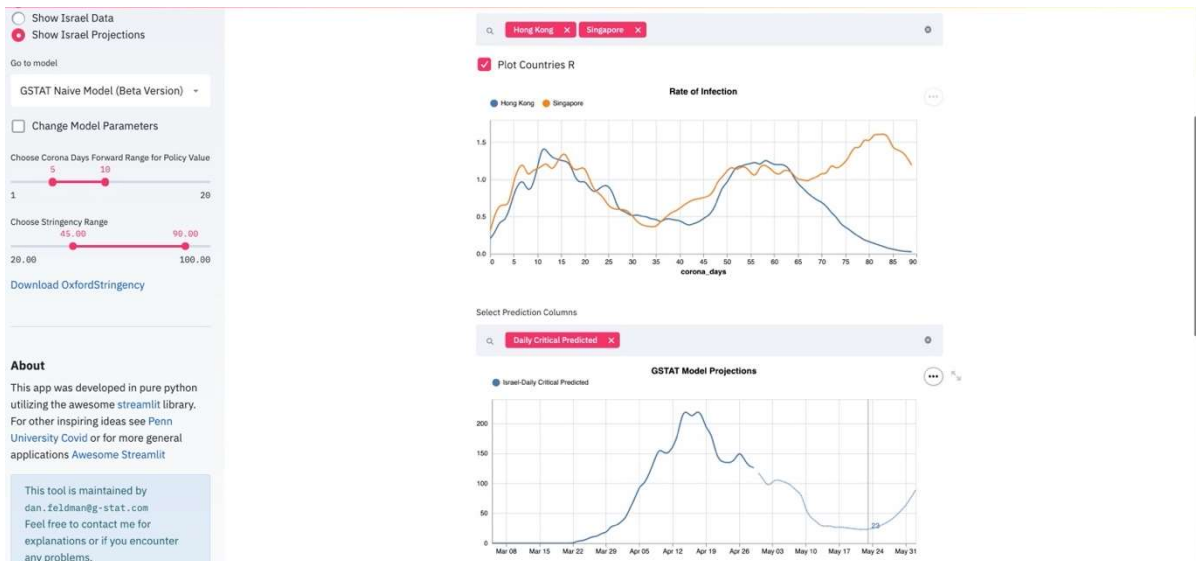 Show Israel Data
Show Israel Projections
Go to model
GSTAT Naive Model (Beta Version)
Change Model Parameters
Choose Corona Days Forward Range for Policy Value
5 10
1 20
Choose Stringency Range
45.00 90.00
20.00 100.00
Download OxfordStringency
About
This app was developed in pure python
utilizing the awesome streamlit library.
For other inspiring ideas see Penn
University Covid or for more general
applications Awesome Streamlit
This tool is maintained by
dan.feldman@g-stat.com
Feel free to contact me for
explanations or if you encounter
any problems.
Hong Kong X Singapore X
Plot Countries R
Rate of Infection
Hong Kong Singapore
1.5
1.0
0.5
0.0
0 5 10 15 20 25 30 35 40 45 50 55 60 65 70 75 80 85 90
corona_days
Select Prediction Columns
Daily Critical Predicted X
GSTAT Model Projections
Israel-Daily Critical Predicted
200
150
100
50
23
0
Mar 08 Mar 15 Mar 22 Mar 29 Apr 05 Apr 12 Apr 19 Apr 26 May 03 May 10 May 17 May 24 May 31